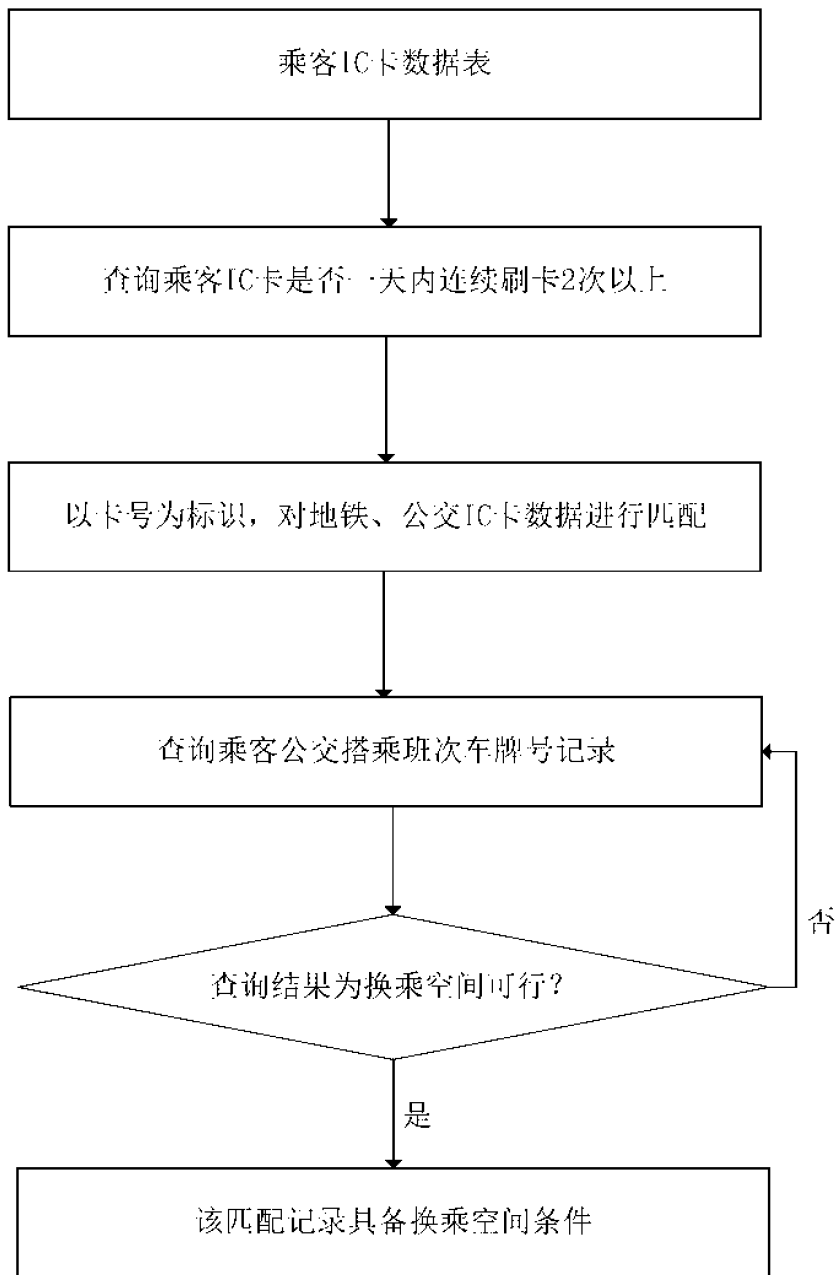 乘客IC卡数据表
查询乘客IC卡是否一天内连续刷卡2次以上
以卡号为标识，对地铁、公交IC卡数据进行匹配
查询乘客公交搭乘班次车牌号记录
否
查询结果为换乘空间可行？
是
该匹配记录具备换乘空间条件